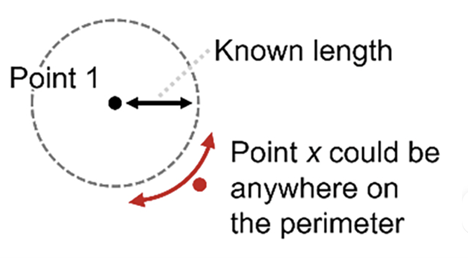 Known length
Point 1
Point x could be
anywhere on
the perimeter